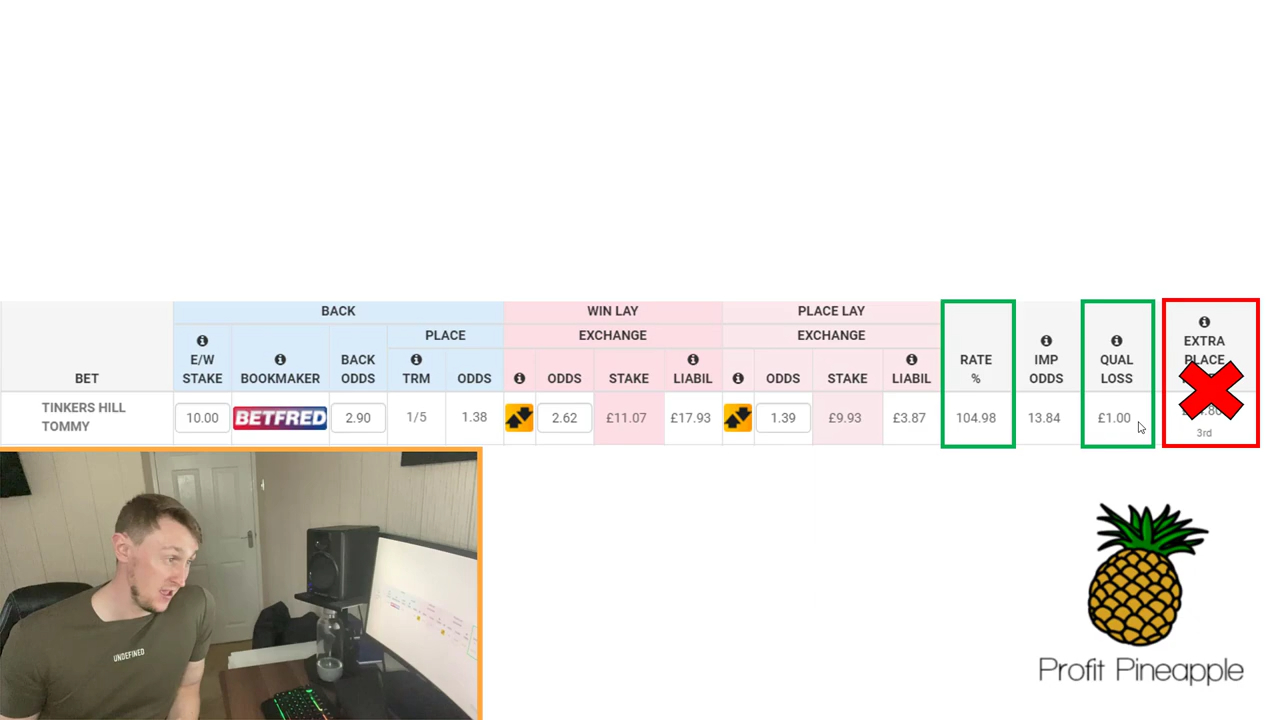 BACK
WIN LAY
PLACE LAY
PLACE
EXCHANGE
EXCHANGE
BET
E/W
STAKE
BOOKMAKER
BACK
ODDS
TRM
ODDS
ODDS
STAKE
LIABIL
ODDS
STAKE
LIABIL
RATE
%
IMP
ODDS
QUAL
LOSS
EXTRA
PLACE
TINKERS HILL
TOMMY
10.00
BETFRED
2.90
1/5
1.38
2.62
£11.07
£17.93
1.39
£9.93
£3.87
104.98
13.84
£1.00
3rd
UNDEFINED
Profit Pineapple